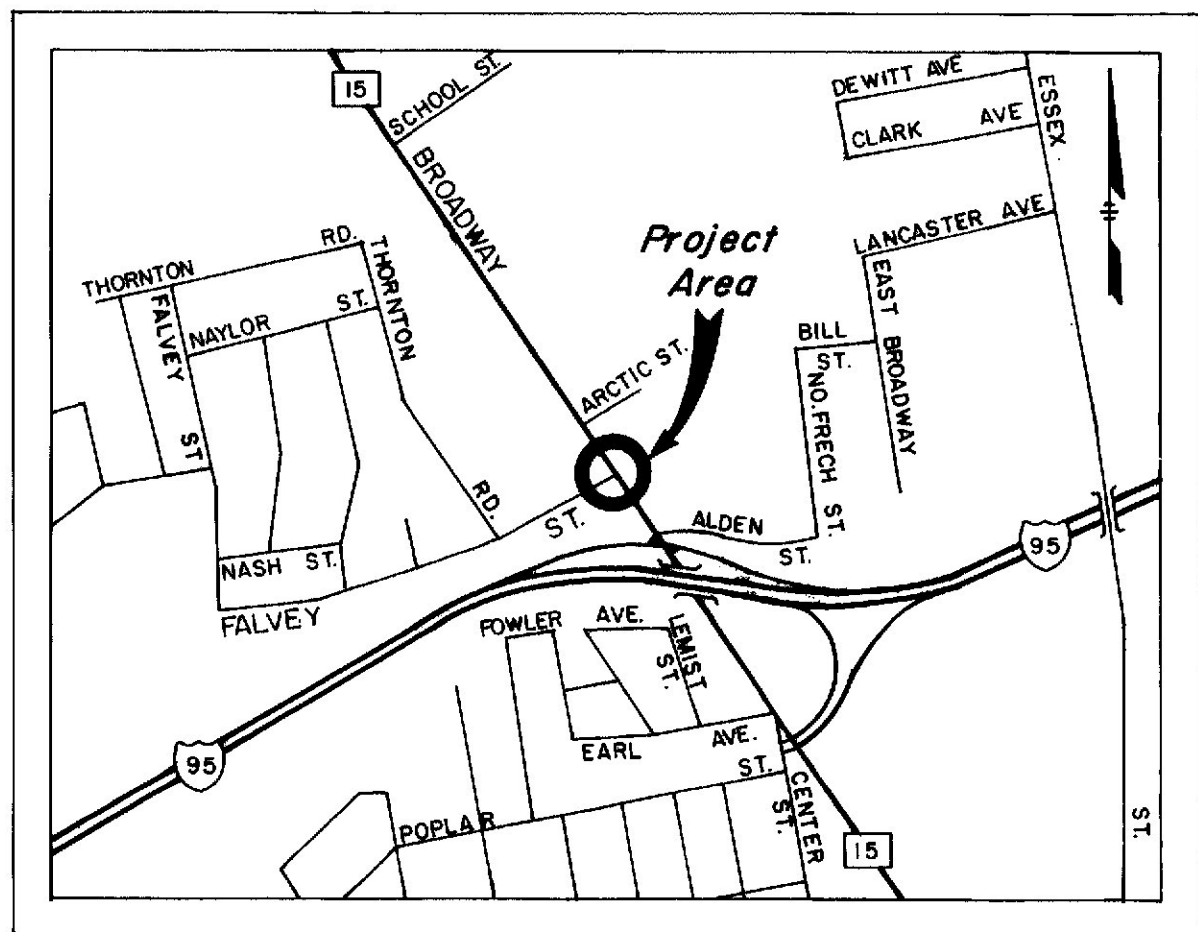 15
SCHOOL ST.
BROADWAY
DEWITT AVE
CLARK AVE
ESSEX
LANCASTER AVE
Project
Area
THORNTON RD.
THORNTON
FALVEY
ST
NAYLOR ST.
EAST BROADWAY
BILL
ST.
NO. FRECH ST.
ARCTIC ST.
RD.
ST.
ALDEN
ST.
95
NASH ST.
FALVEY
FOWLER AVE.
LEMIST
ST.
95
EARL AVE.
ST.
POPLAR
CENTER
ST.
15
ST.